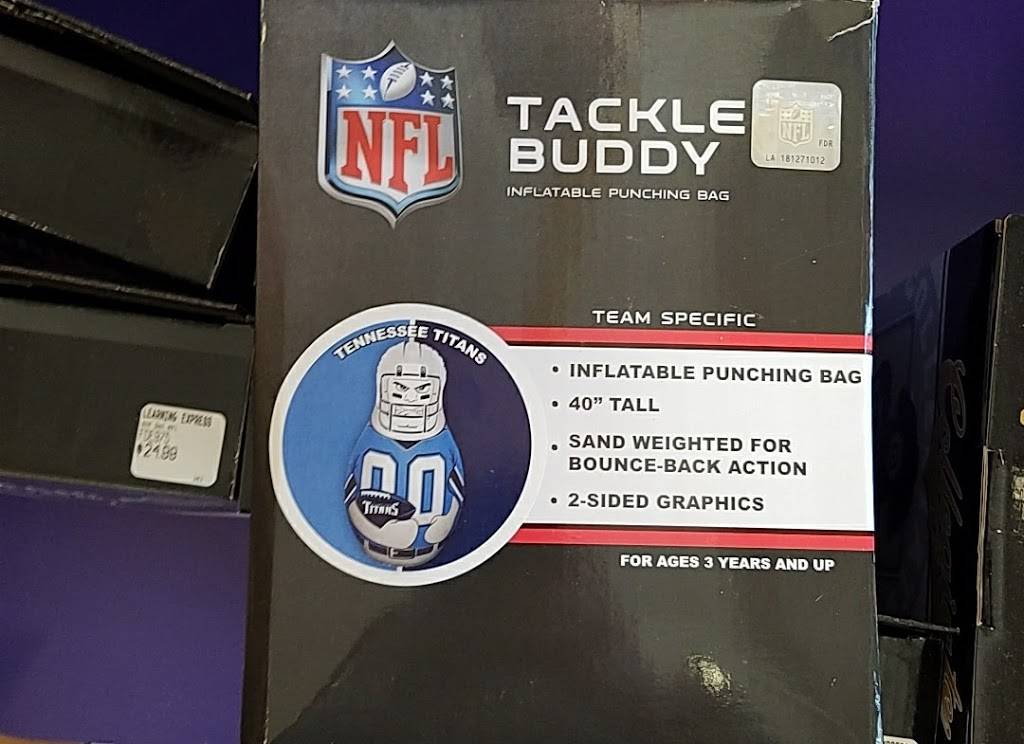 NFL
TACKLE
BUDDY
INFLATABLE PUNCHING BAG
NFL
FDR
LA 181271012
TEAM SPECIFIC
• INFLATABLE PUNCHING BAG
• 40” TALL
• SAND WEIGHTED FOR
BOUNCE-BACK ACTION
• 2-SIDED GRAPHICS
FOR AGES 3 YEARS AND UP
TENNESSEE TITANS
00
TITANS
LEARNING EXPRESS
$24.99